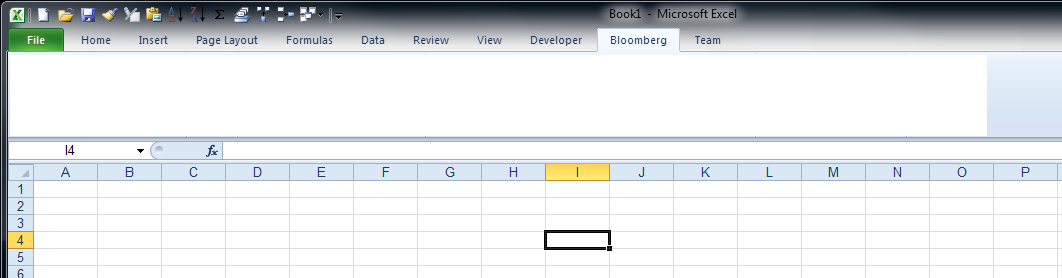 Book1 - Microsoft Excel
File Home Insert Page Layout Formulas Data Review View Developer Bloomberg Team
I4 fx
A B C D E F G H I J K L M N O P
1
2
3
4
5
6